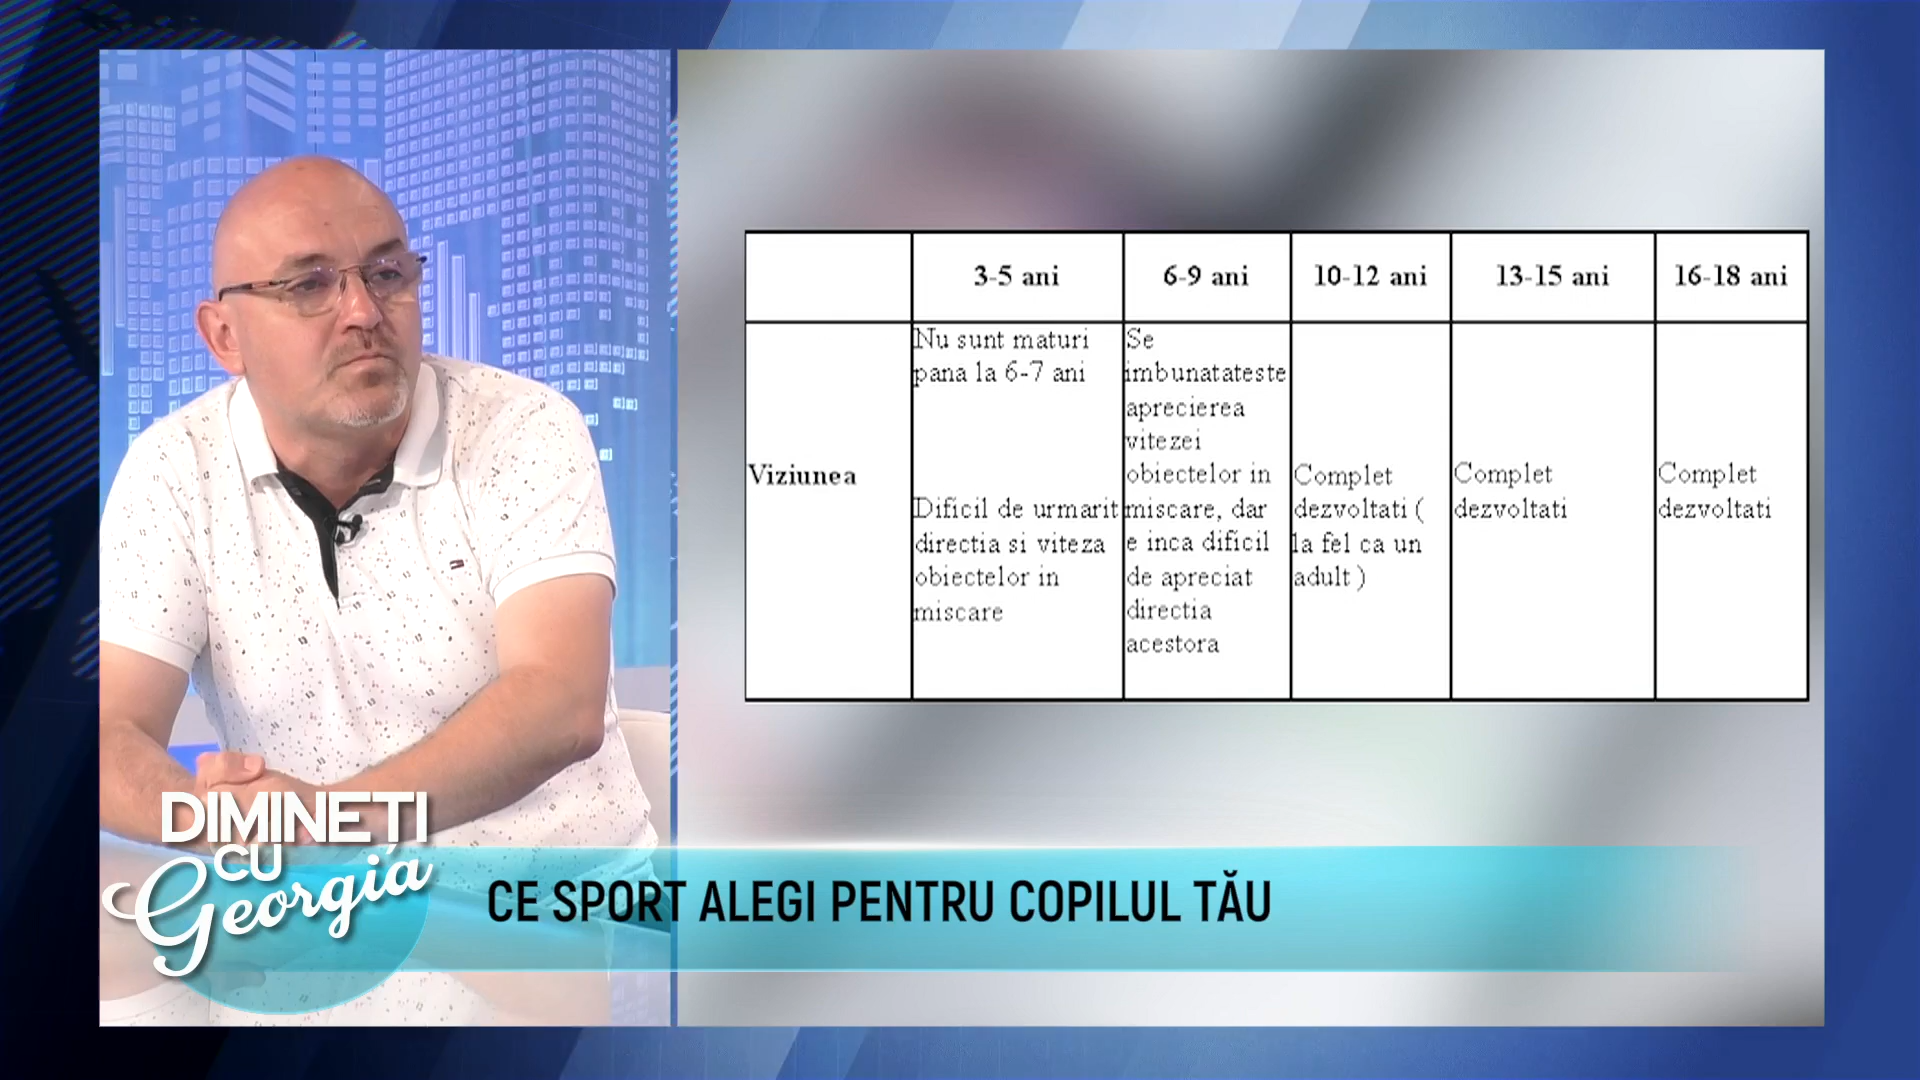 3-5 ani
6-9 ani
10-12 ani
13-15 ani
16-18 ani
Viziunea
Nu sunt maturi
pana la 6-7 ani
Dificil de urmarit
directia si viteza
obiectelor in
miscare
Se
imbunatateste
aprecierea
vitezei
obiectelor in
miscare, dar
e inca dificil
de apreciat
directia
acestora
Complet
dezvoltati (
la fel ca un
adult )
Complet
dezvoltati
Complet
dezvoltati
DIMINEȚI
CU
Georgia
CE SPORT ALEGI PENTRU COPILUL TĂU